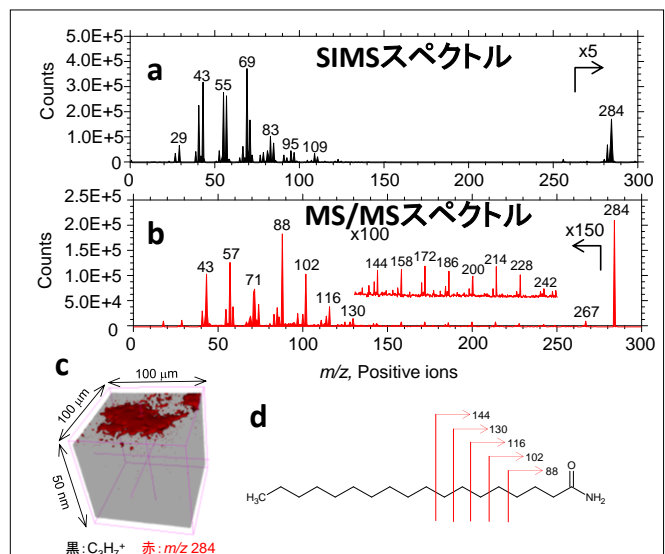 a
SIMSスペクトル
x5
5.0E+5
4.0E+5
3.0E+5
2.0E+5
1.0E+5
0.0
Counts
29
43
55
69
83
95
109
284
0 50 100 150 200 250 300
b
MS/MSスペクトル
x100
x150
2.0E+5
1.5E+5
1.0E+5
5.0E+4
0.0
Counts
43
57
71
88
102
116
130
144
158
172
186
200
214
228
242
267
284
0 50 100 150 200 250 300
m/z, Positive ions
c
100 μm
100 μm
50 nm
黒:C₃H₇⁺ 赤:m/z 284
d
144
130
116
102
88
H₃C
O
NH₂